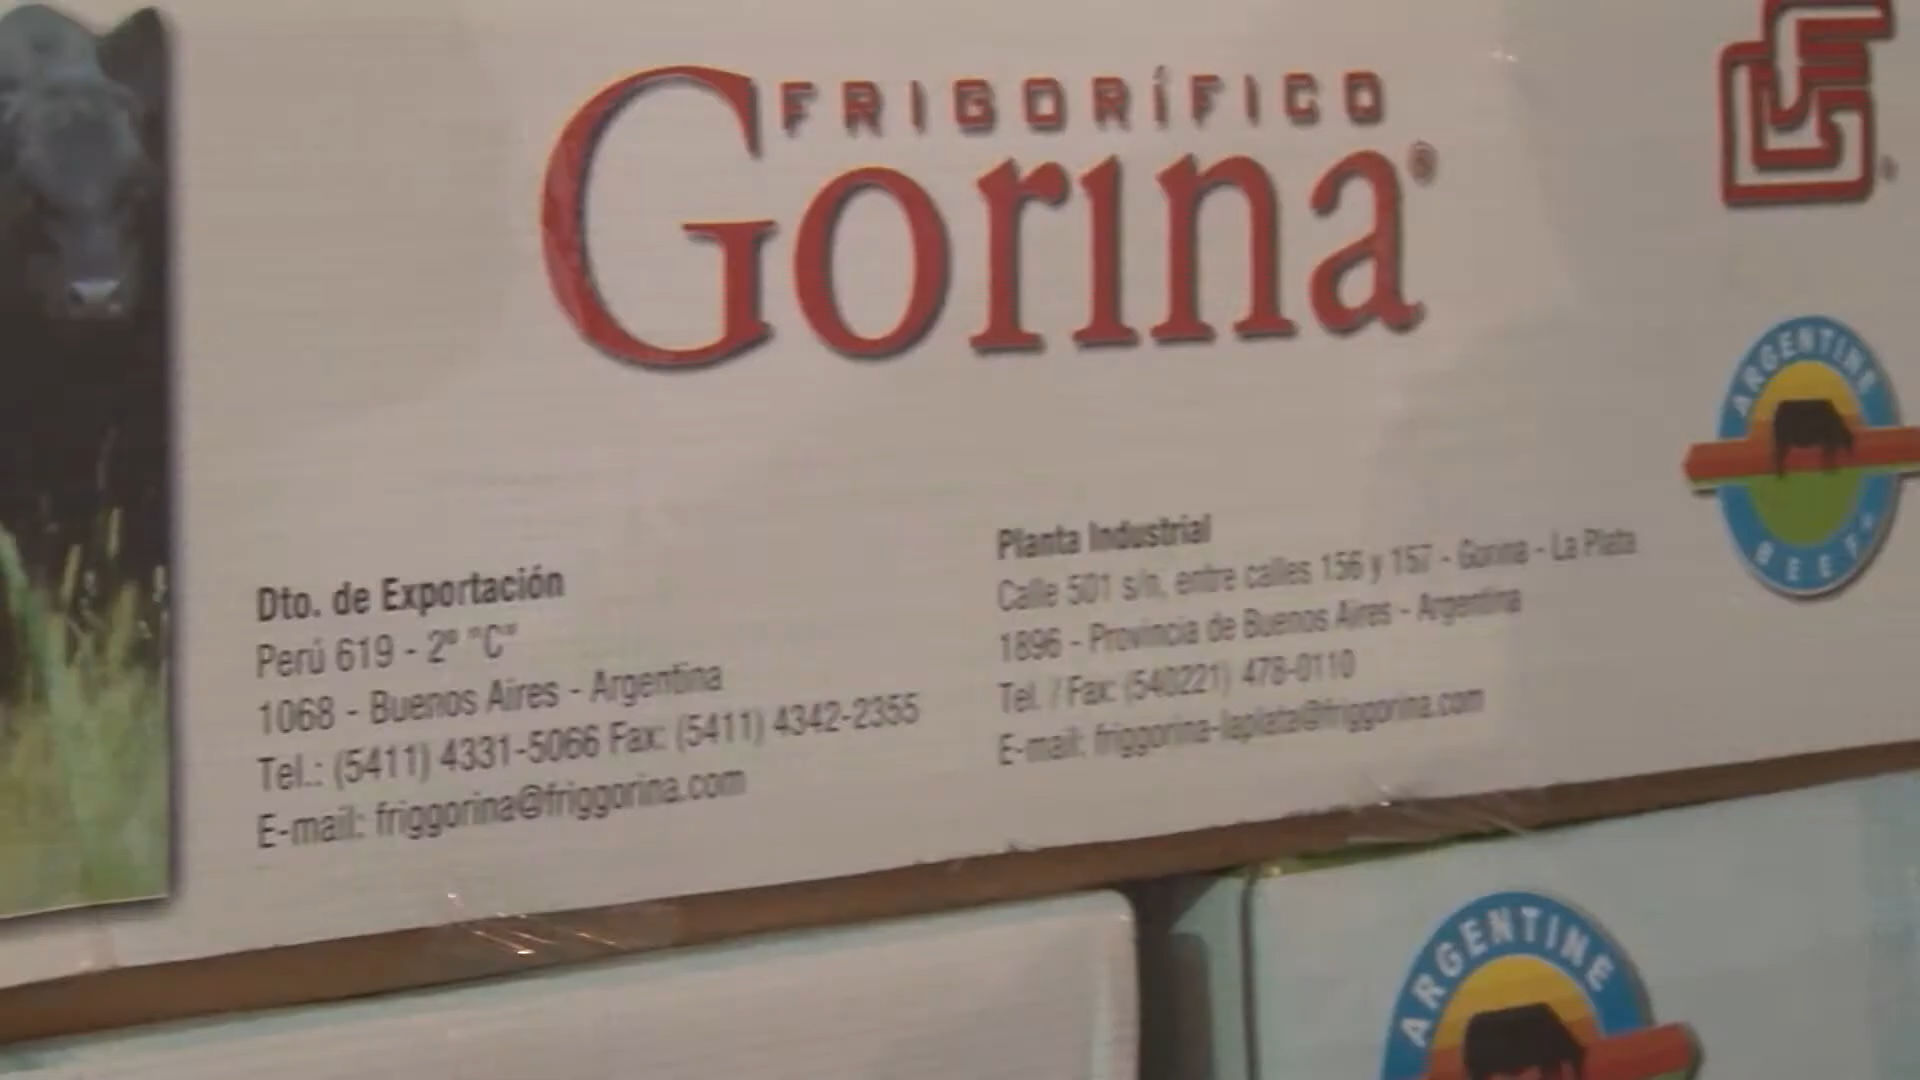 FRIGORÍFICO
Gorina®
ARGENTINE
BEEF
Dto. de Exportación
Perú 619 - 2º "C"
1068 - Buenos Aires - Argentina
Tel.: (5411) 4331-5066 Fax: (5411) 4342-2355
E-mail: friggorina@friggorina.com
Planta Industrial
Calle 501 s/n, entre calles 156 y 157 - Gorina - La Plata
1896 - Provincia de Buenos Aires - Argentina
Tel. / Fax: (540221) 478-0110
E-mail: friggorina-laplata@friggorina.com
ARGENTINE